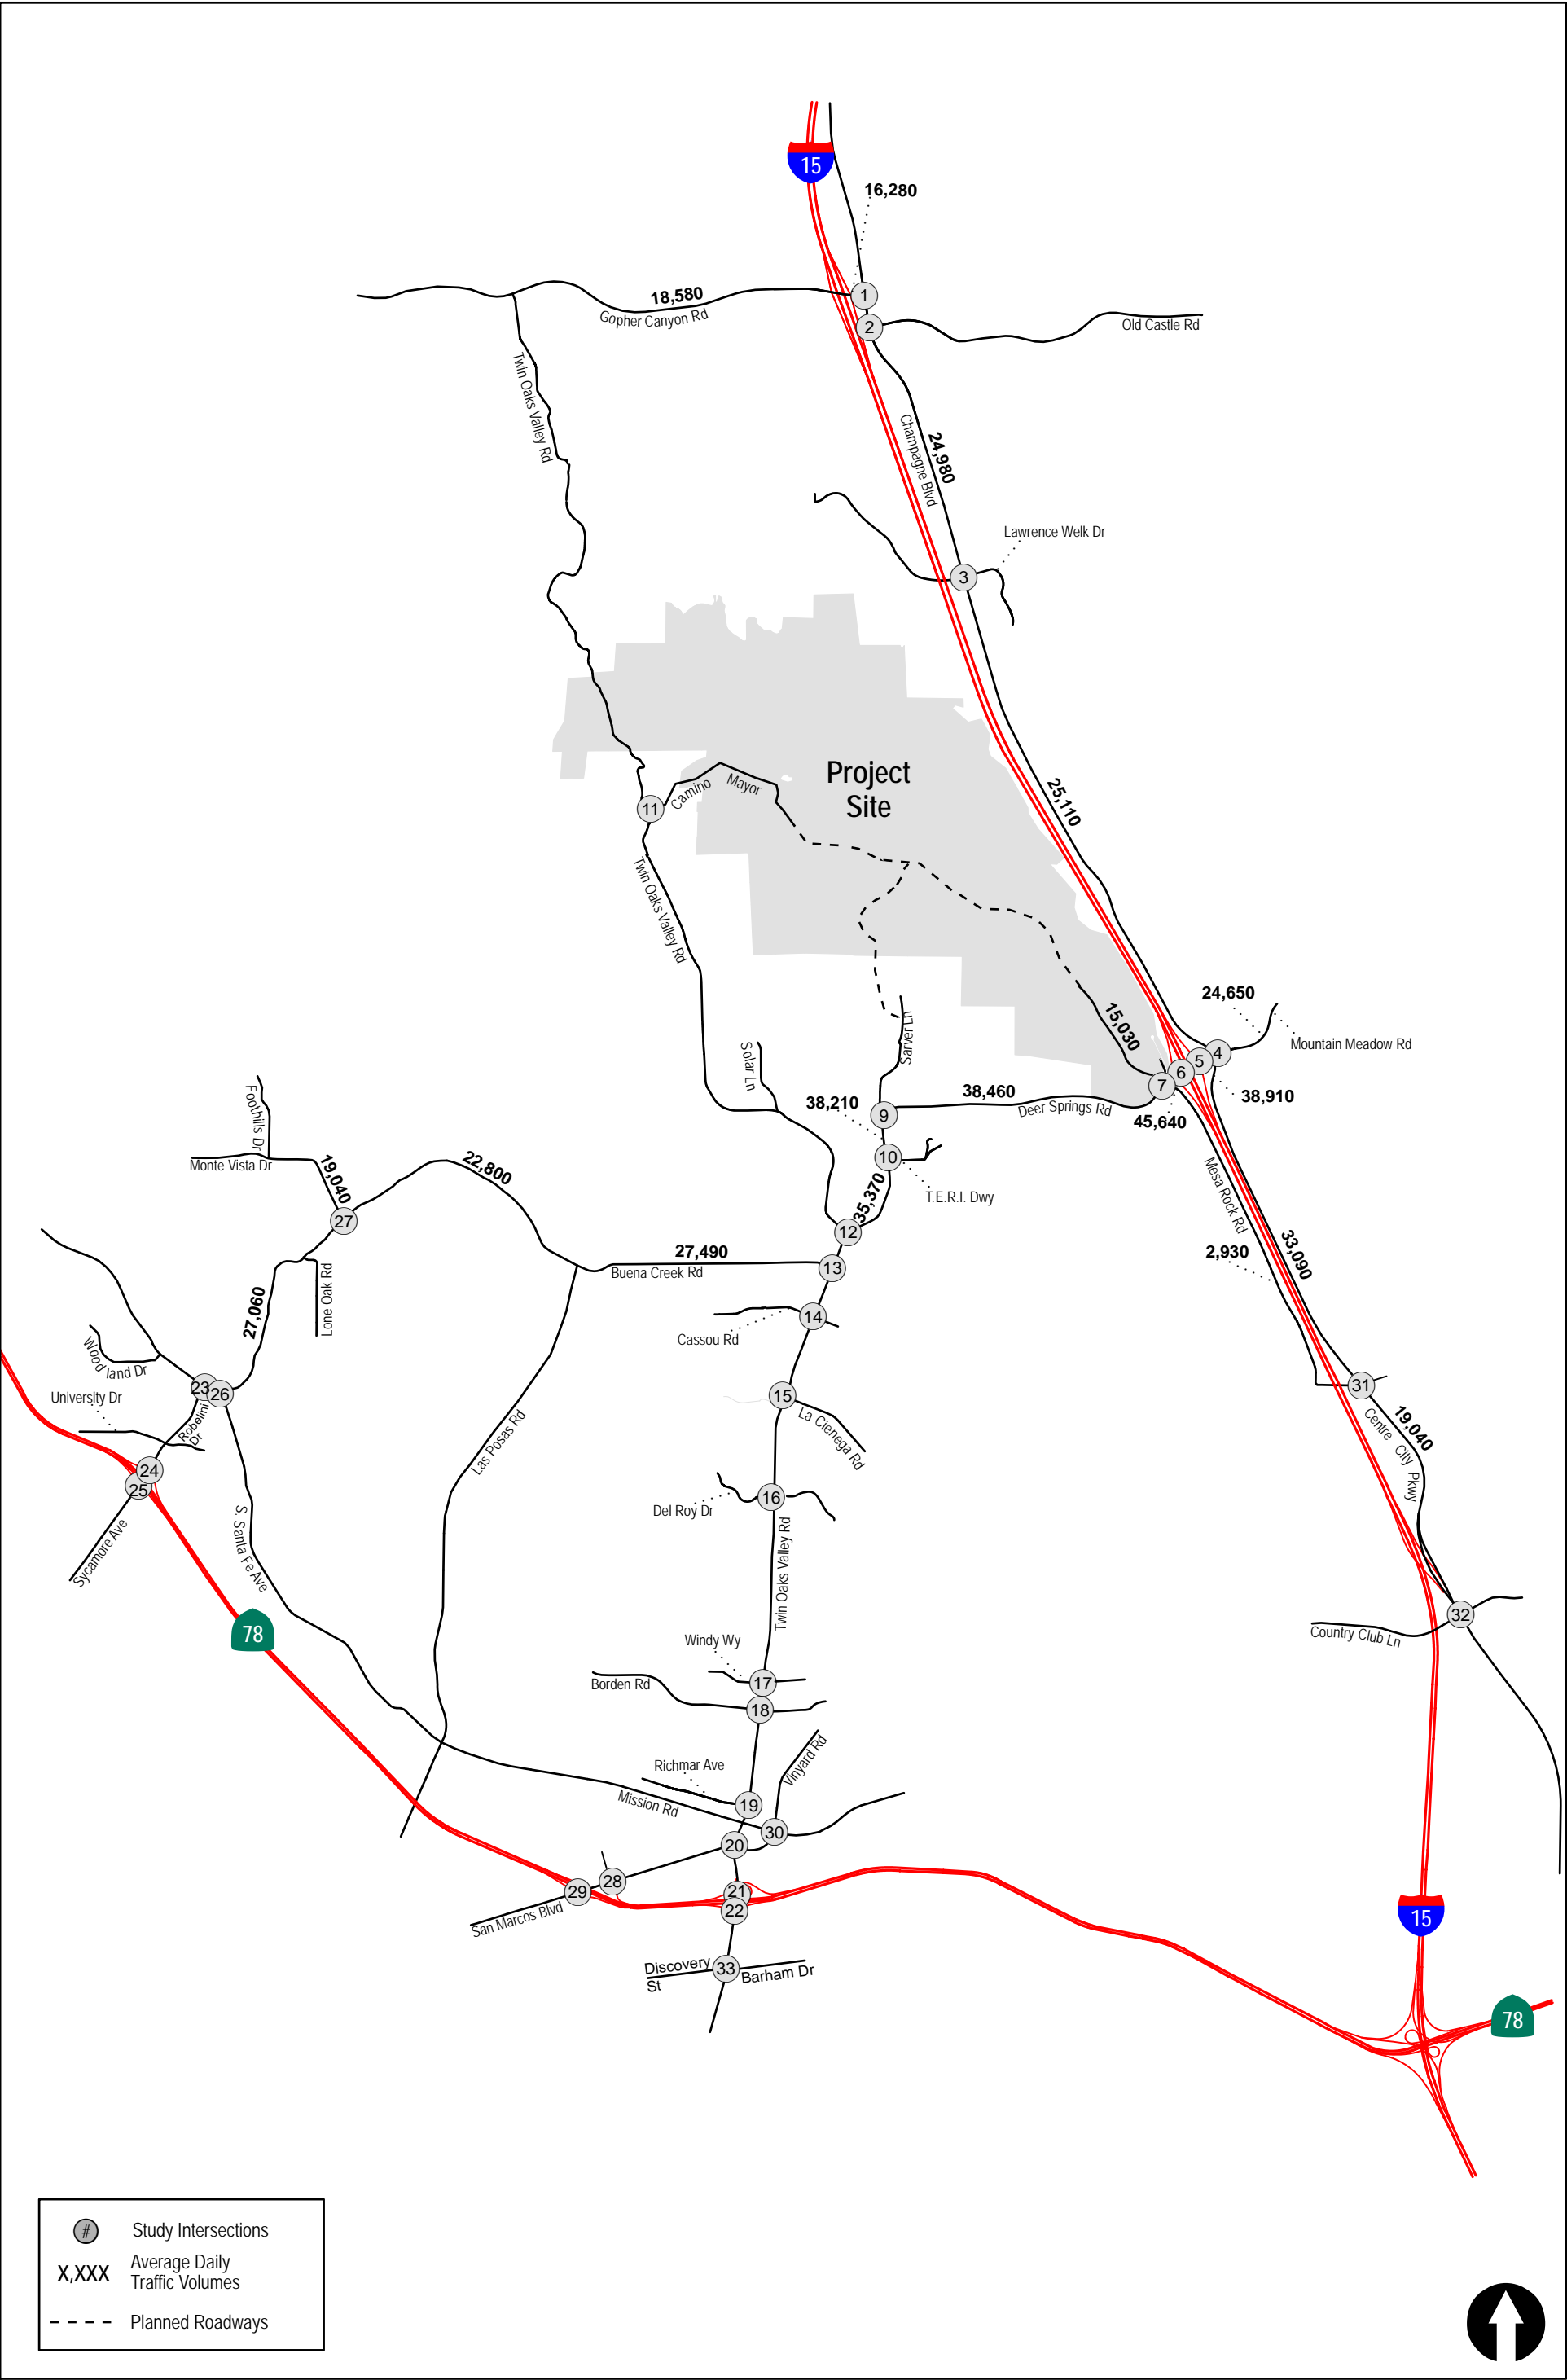 15
16,280
18,580
Gopher Canyon Rd
1
2
Old Castle Rd
Twin Oaks Valley Rd
Champagne Blvd
24,980
Lawrence Welk Dr
3
Project
Site
25,110
Camino Mayor
11
Twin Oaks Valley Rd
24,650
Mountain Meadow Rd
15,030
Sarver Ln
Solar Ln
4
5
6
7
38,910
38,460
Deer Springs Rd
45,640
38,210
9
10
T.E.R.I. Dwy
35,370
12
Foothills Dr
Monte Vista Dr
19,040
22,800
27
Mesa Rock Rd
2,930
33,090
27,490
Buena Creek Rd
13
Lone Oak Rd
27,060
14
Cassou Rd
Woodland Dr
University Dr
23
26
Robelini
Dr
24
25
Sycamore Ave
S. Santa Fe Ave
Las Posas Rd
15
La Cienega Rd
31
19,040
Centre City Pkwy
Del Roy Dr
16
Twin Oaks Valley Rd
78
32
Country Club Ln
Windy Wy
17
Borden Rd
18
Vinyard Rd
Richmar Ave
19
Mission Rd
30
20
28
29
21
22
San Marcos Blvd
15
Discovery
St
33
Barham Dr
78
# Study Intersections
X,XXX Average Daily
Traffic Volumes
Planned Roadways